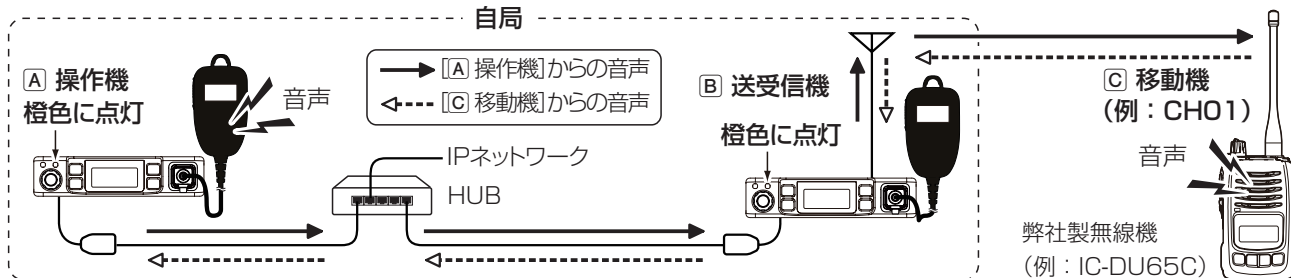 自局
[A 操作機]からの音声
[C 移動機]からの音声
A 操作機
橙色に点灯
音声
IPネットワーク
HUB
B 送受信機
橙色に点灯
C 移動機
(例：CH01)
音声
弊社製無線機
(例：IC-DU65C)